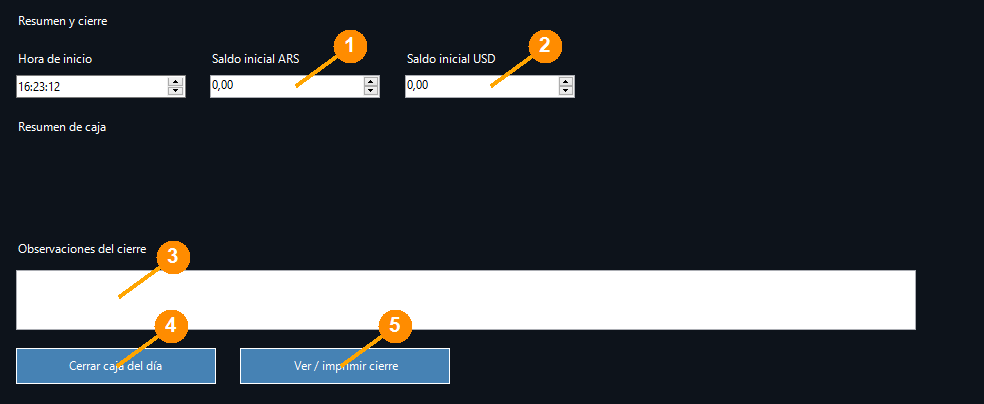 Resumen y cierre
Hora de inicio
Saldo inicial ARS
1
Saldo inicial USD
2
16:23:12
0,00
0,00
Resumen de caja
Observaciones del cierre
3
4
5
Cerrar caja del día
Ver / imprimir cierre